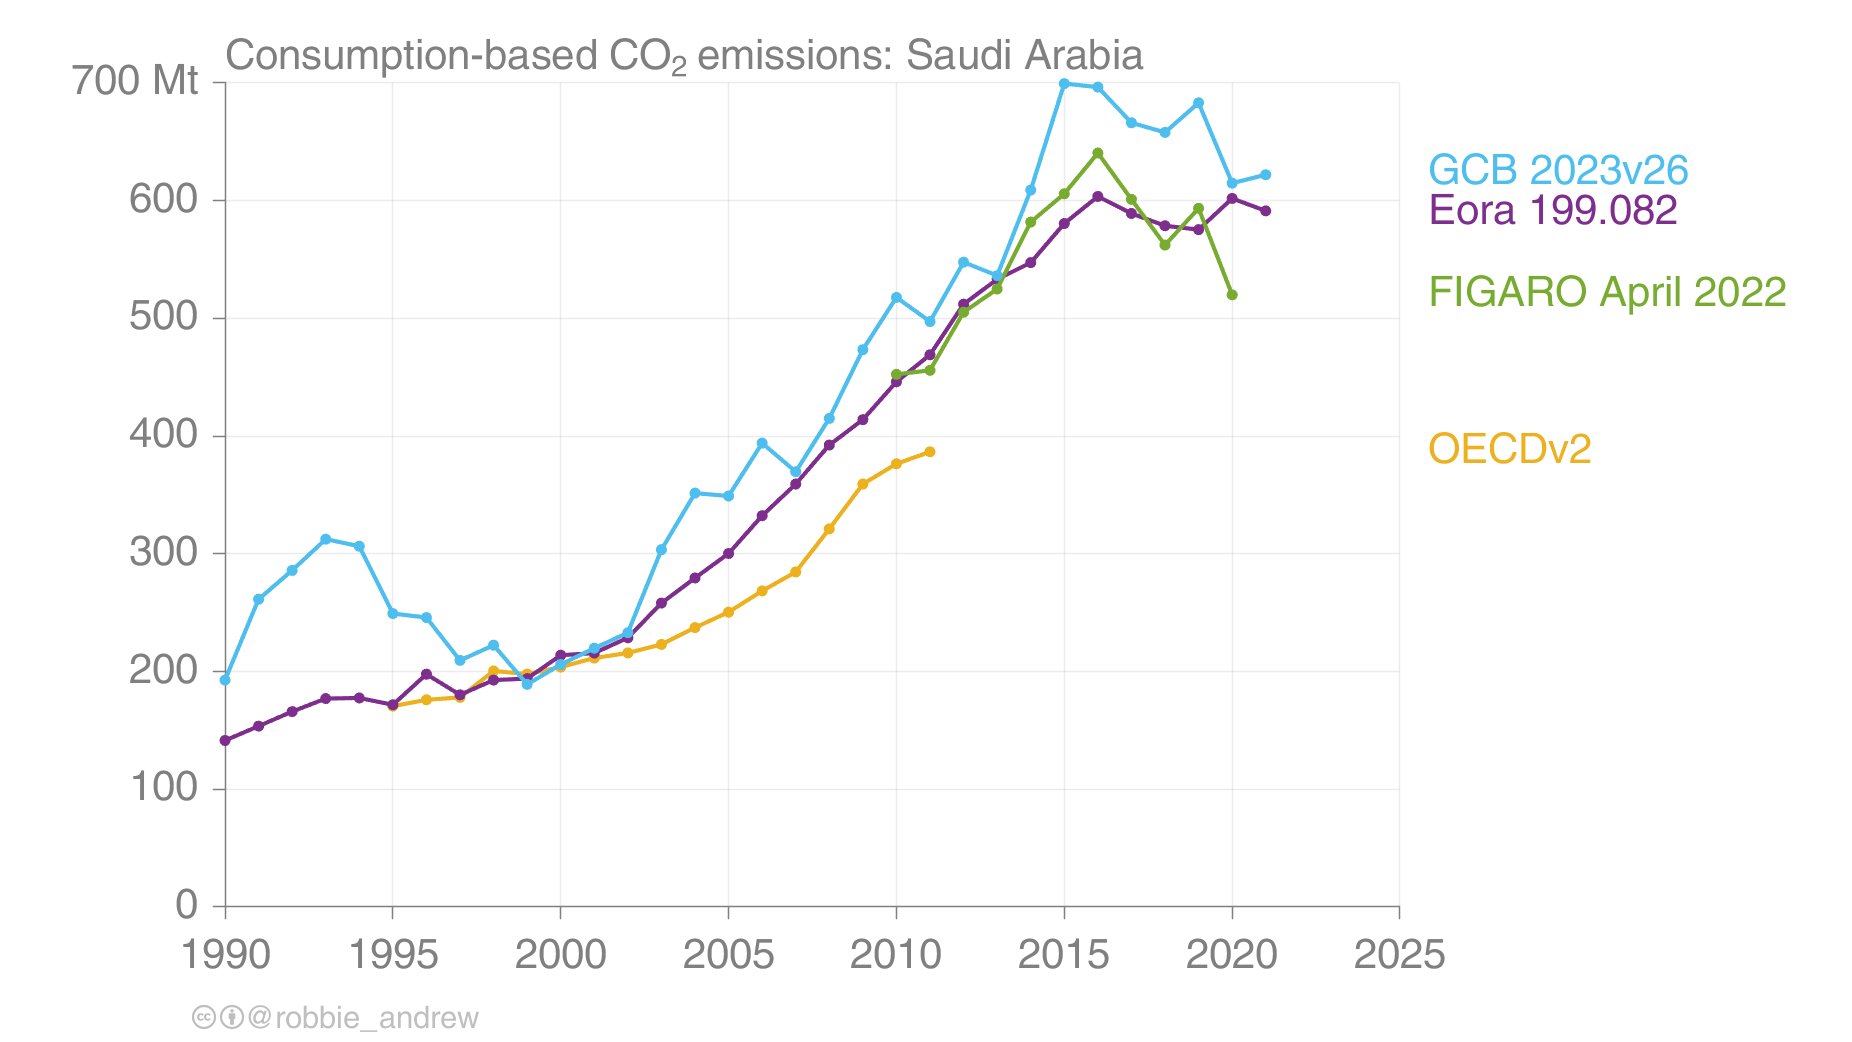 Consumption-based CO₂ emissions: Saudi Arabia
700 Mt
600
500
400
300
200
100
0
1990 1995 2000 2005 2010 2015 2020 2025
GCB 2023v26
Eora 199.082
FIGARO April 2022
OECDv2
@robbie_andrew